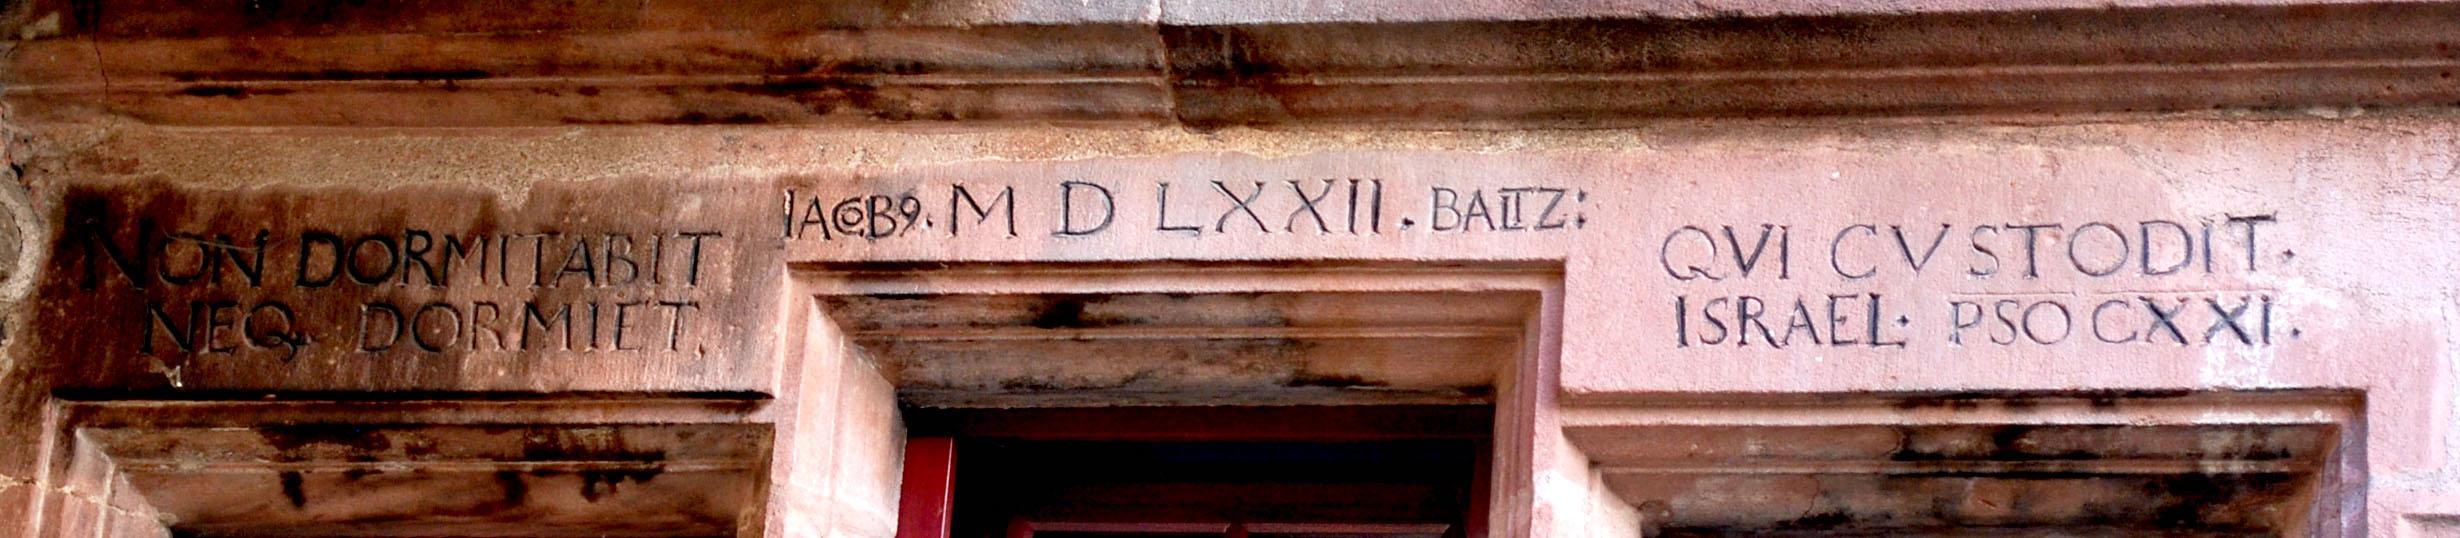 NON DORMITABIT
NEQ. DORMIET.
IACOB9. M D LXXII. BALTZ:
QVI CVSTODIT.
ISRAEL: PSO CXXI.